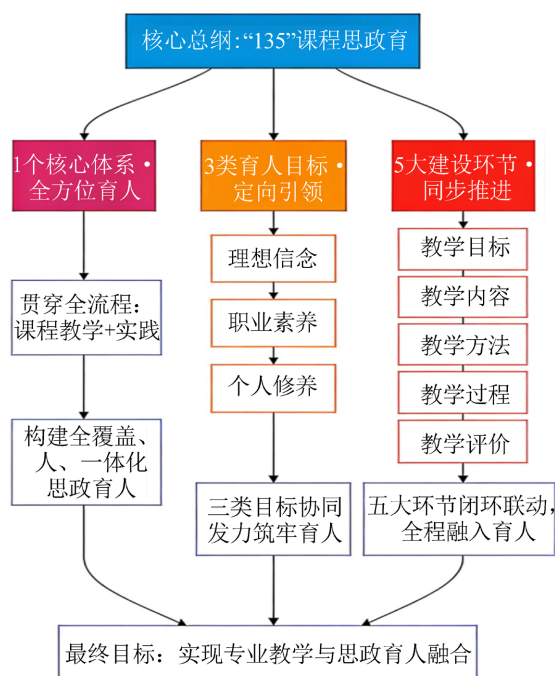 核心总纲:“135”课程思政育
1个核心体系·
全方位育人
贯穿全流程：
课程教学+实践
构建全覆盖、
人、一体化
思政育人
3类育人目标·
定向引领
理想信念
职业素养
个人修养
三类目标协同
发力筑牢育人
5大建设环节·
同步推进
教学目标
教学内容
教学方法
教学过程
教学评价
五大环节闭环联动，
全程融入育人
最终目标：实现专业教学与思政育人融合